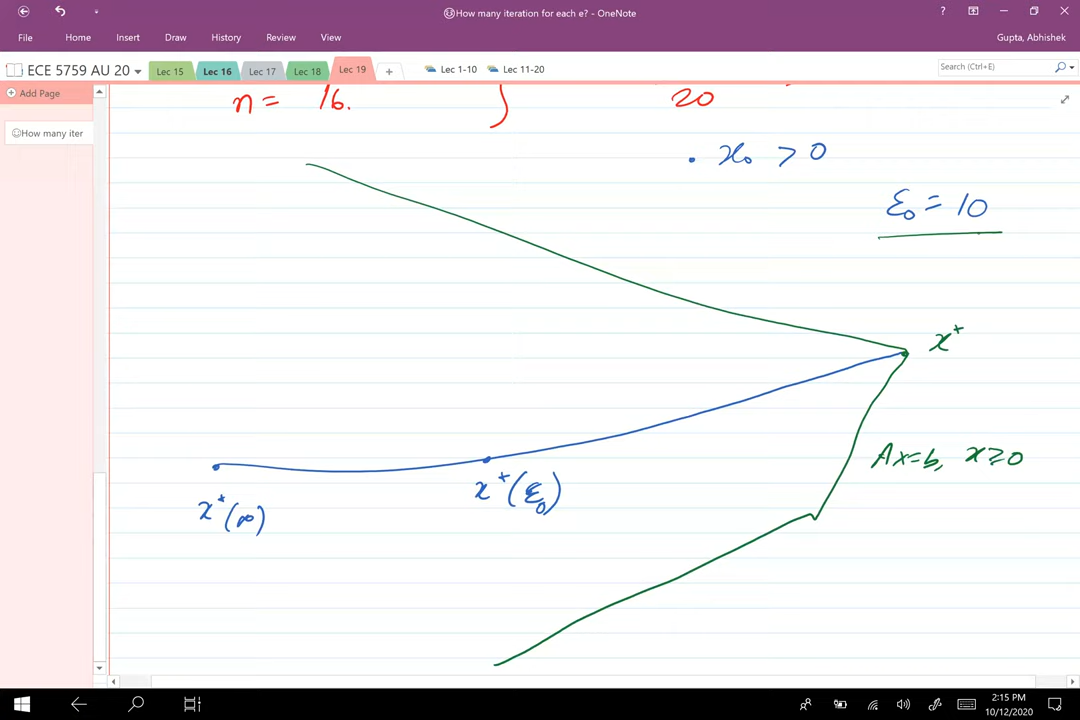 How many iteration for each e? - OneNote
?
File
Home
Insert
Draw
History
Review
View
Gupta, Abhishek
ECE 5759 AU 20
Lec 15
Lec 16
Lec 17
Lec 18
Lec 19
+
Lec 1-10
Lec 11-20
Search (Ctrl+E)
Add Page
How many iter
n = 16.
20
x₀ > 0
ε₀ = 10
x*
Ax=b, x≥0
x*(ε₀)
x*(∞)
2:15 PM
10/12/2020